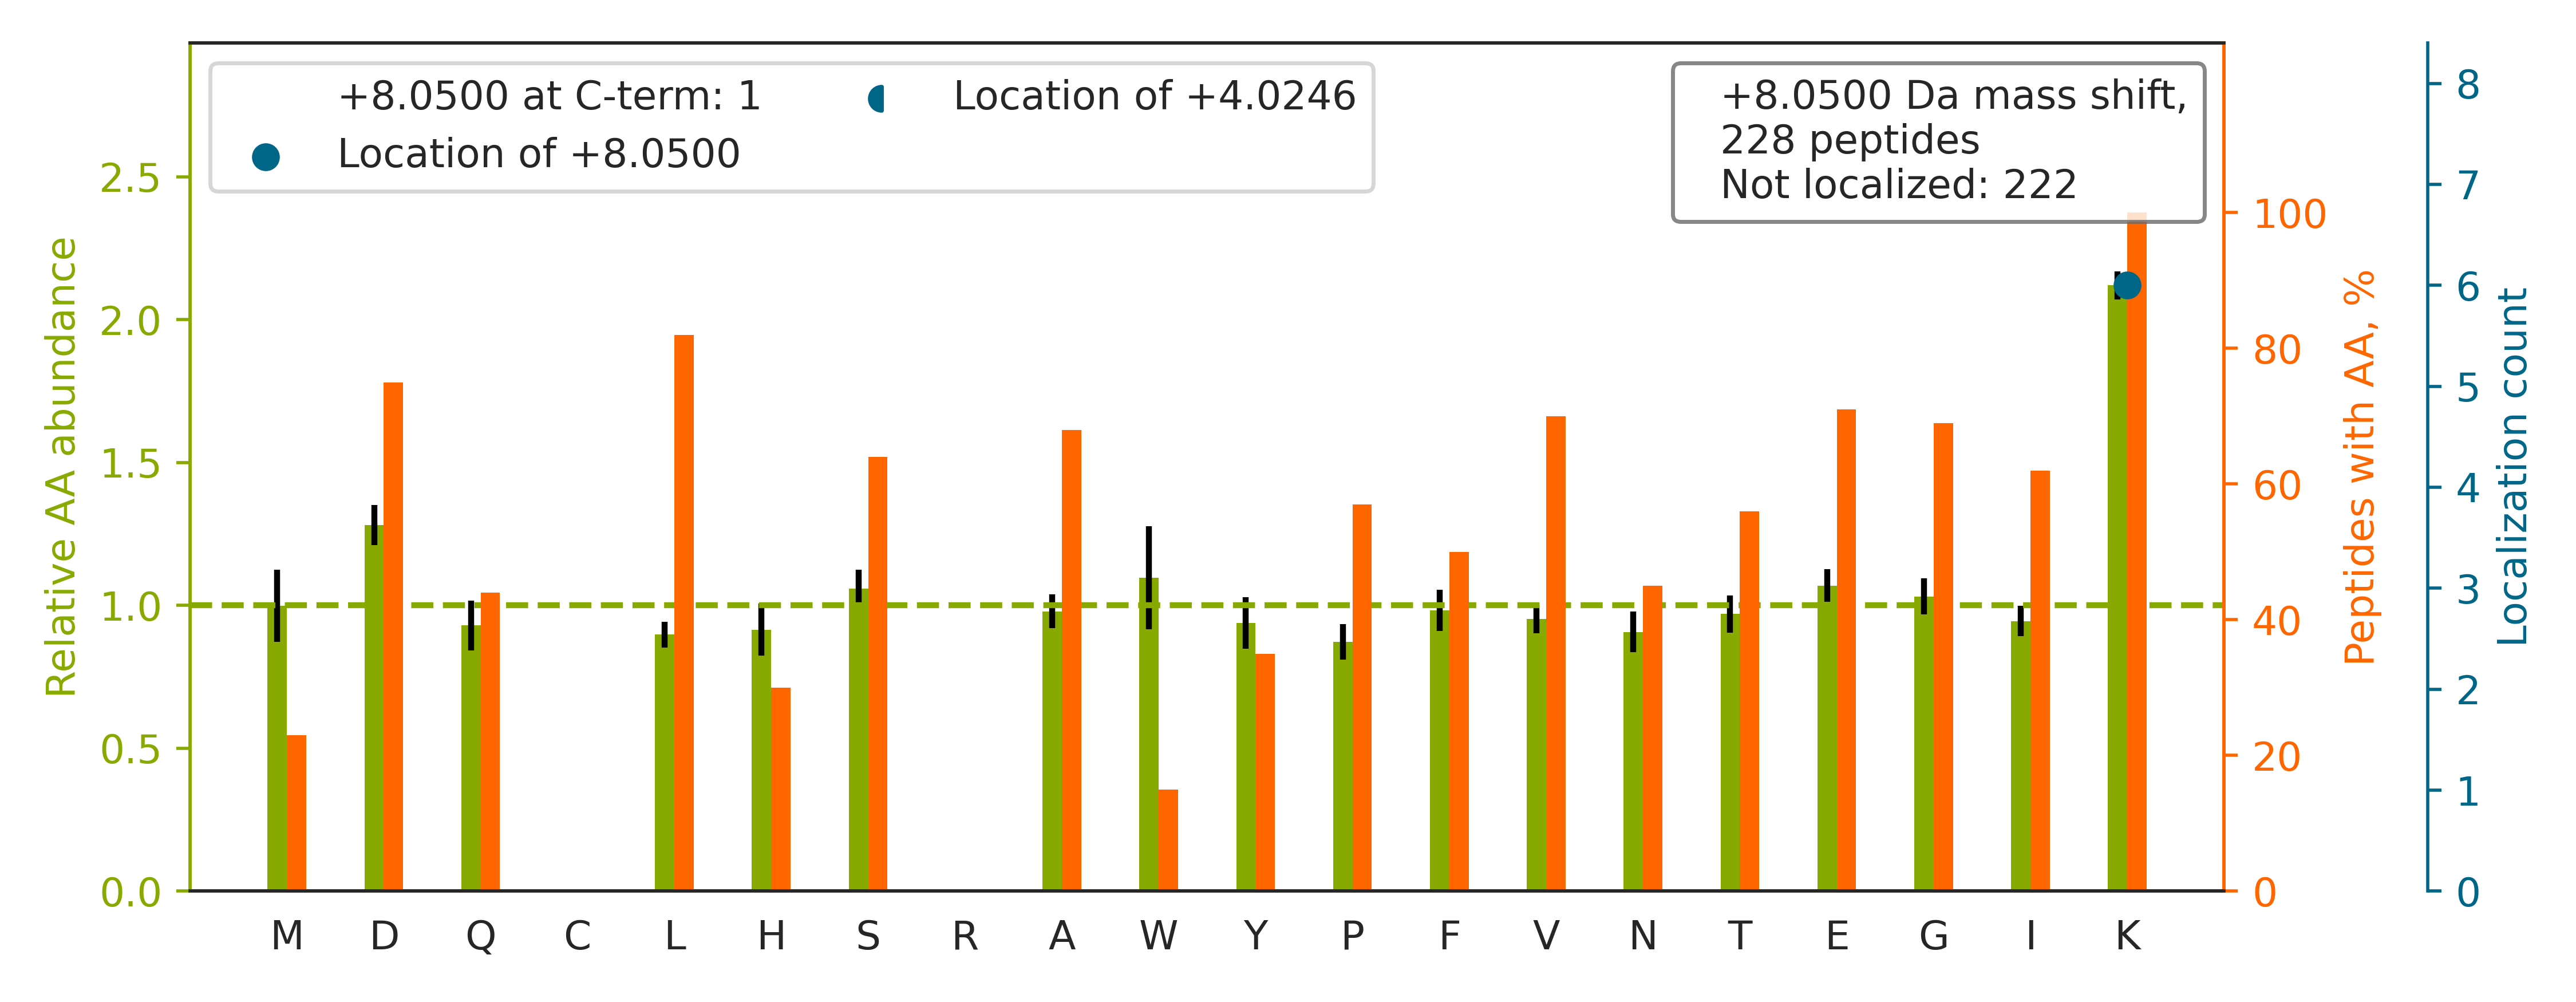 +8.0500 at C-term: 1
Location of +8.0500
Location of +4.0246
+8.0500 Da mass shift,
228 peptides
Not localized: 222
Relative AA abundance
2.5
2.0
1.5
1.0
0.5
0.0
M D Q C L H S R A W Y P F V N T E G I K
100
80
60
40
20
0
Peptides with AA, %
8
7
6
5
4
3
2
1
0
Localization count